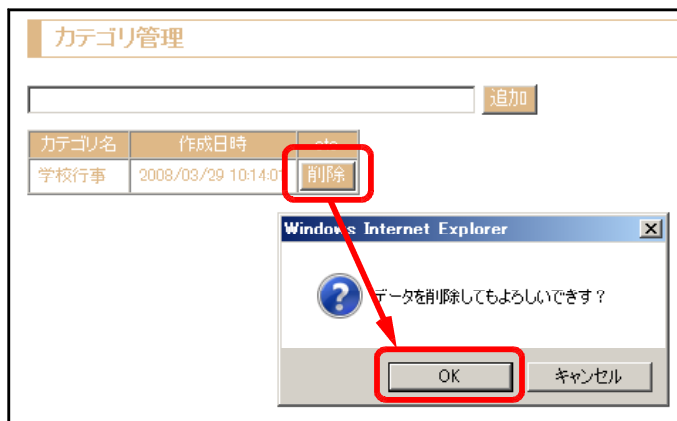 カテゴリ管理
追加
カテゴリ名 作成日時 etc
学校行事 2008/03/29 10:14:0 削除
Windows Internet Explorer
データを削除してもよろしいできす？
OK キャンセル